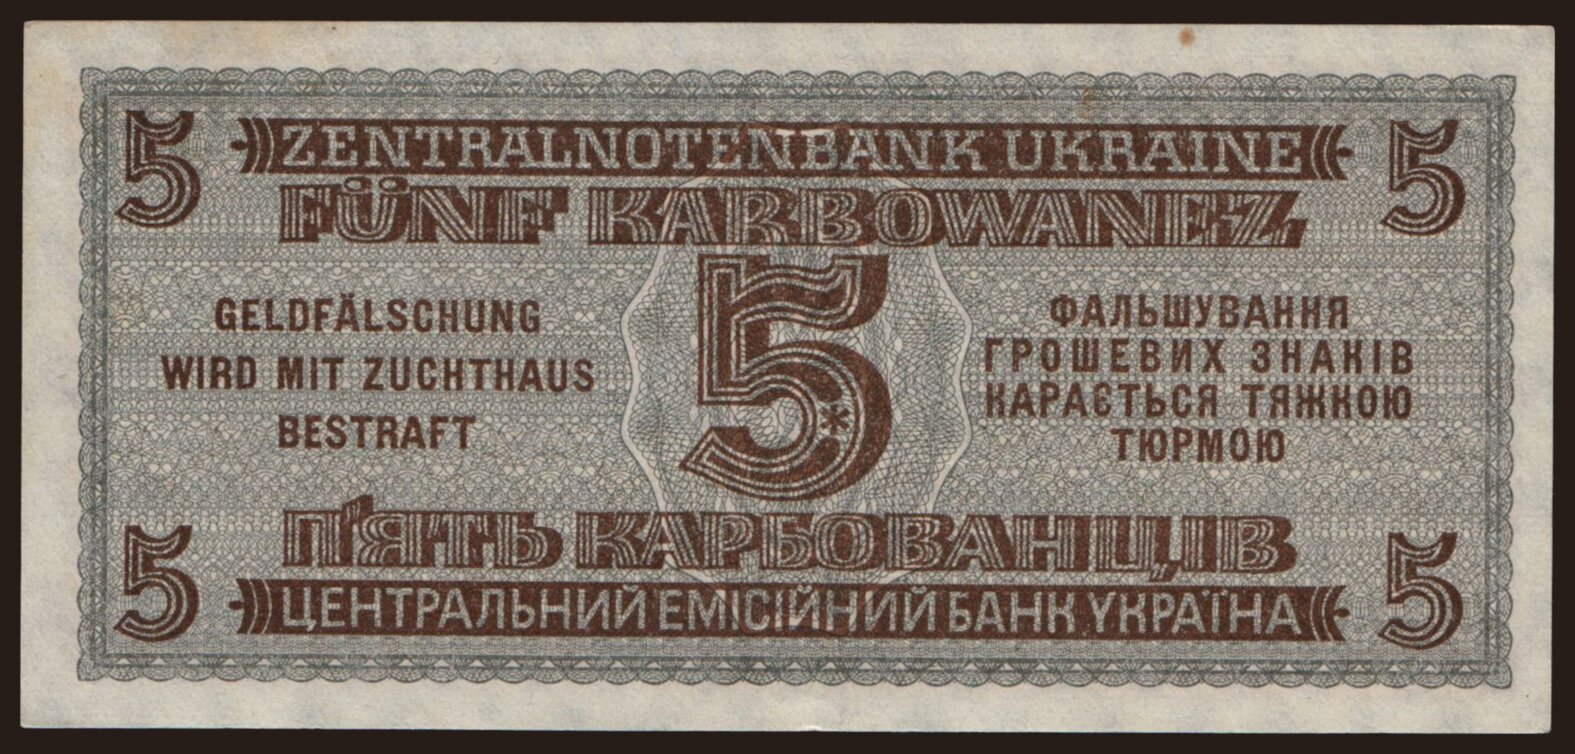 5 ZENTRALNOTENBANK UKRAINE 5
FÜNF KARBOWANEZ
GELDFÄLSCHUNG
WIRD MIT ZUCHTHAUS
BESTRAFT
5
*
ФАЛЬШУВАННЯ
ГРОШЕВИХ ЗНАКІВ
КАРАЄТЬСЯ ТЯЖКОЮ
ТЮРМОЮ
П'ЯТЬ КАРБОВАНЦІВ
5 ЦЕНТРАЛЬНИЙ ЕМІСІЙНИЙ БАНК УКРАЇНА 5